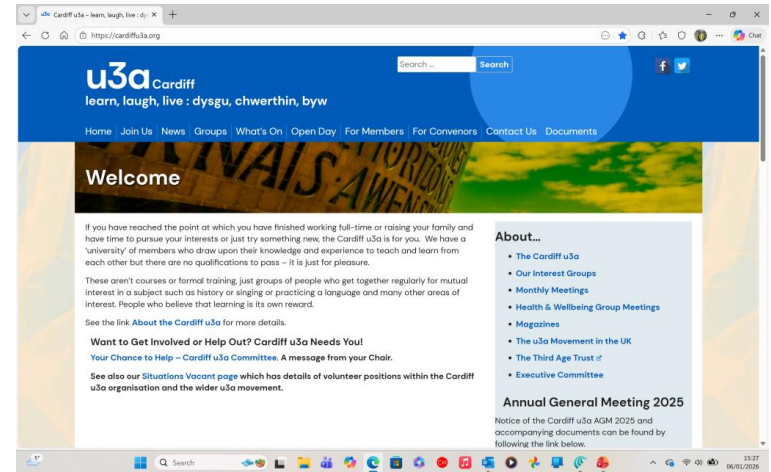 Cardiff u3a – learn, laugh, live : dy
https://cardiffu3a.org
Chat
u3a Cardiff
learn, laugh, live : dysgu, chwerthin, byw
Search ...
Search
Home Join Us News Groups What's On Open Day For Members For Convenors Contact Us Documents
Welcome
If you have reached the point at which you have finished working full-time or raising your family and
have time to pursue your interests or just try something new, the Cardiff u3a is for you. We have a
'university' of members who draw upon their knowledge and experience to teach and learn from
each other but there are no qualifications to pass – it is just for pleasure.
These aren't courses or formal training, just groups of people who get together regularly for mutual
interest in a subject such as history or singing or practicing a language and many other areas of
interest. People who believe that learning is its own reward.
See the link About the Cardiff u3a for more details.
Want to Get Involved or Help Out? Cardiff u3a Needs You!
Your Chance to Help – Cardiff u3a Committee. A message from your Chair.
See also our Situations Vacant page which has details of volunteer positions within the Cardiff
u3a organisation and the wider u3a movement.
About...
The Cardiff u3a
Our Interest Groups
Monthly Meetings
Health & Wellbeing Group Meetings
Magazines
The u3a Movement in the UK
The Third Age Trust
Executive Committee
Annual General Meeting 2025
Notice of the Cardiff u3a AGM 2025 and
accompanying documents can be found by
following the link below.
5°
Search
15:27
06/01/2026